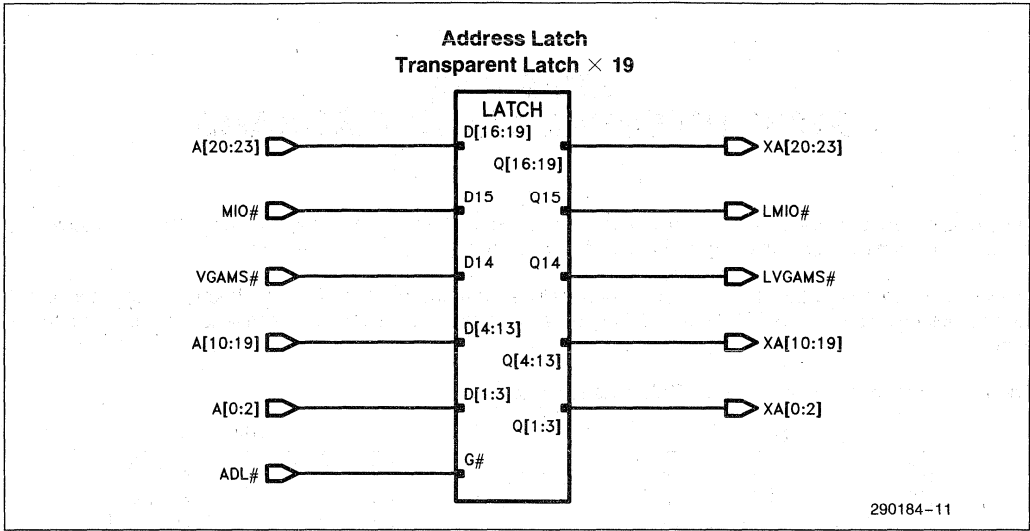 Address Latch
Transparent Latch × 19
LATCH
A[20:23] D[16:19] Q[16:19] XA[20:23]
MIO# D15 Q15 LMIO#
VGAMS# D14 Q14 LVGAMS#
A[10:19] D[4:13] Q[4:13] XA[10:19]
A[0:2] D[1:3] Q[1:3] XA[0:2]
ADL# G#
290184-11